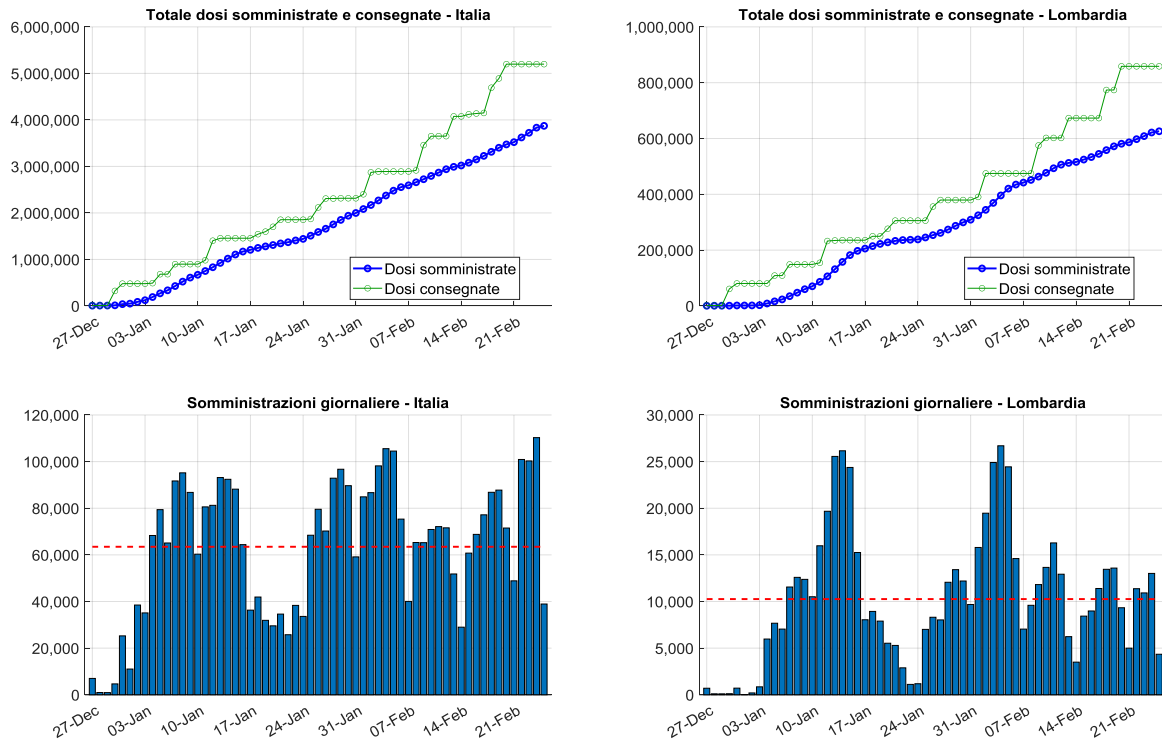 Totale dosi somministrate e consegnate - Italia
6,000,000
5,000,000
4,000,000
3,000,000
2,000,000
1,000,000
0
27-Dec 03-Jan 10-Jan 17-Jan 24-Jan 31-Jan 07-Feb 14-Feb 21-Feb
Dosi somministrate
Dosi consegnate
Totale dosi somministrate e consegnate - Lombardia
1,000,000
800,000
600,000
400,000
200,000
0
27-Dec 03-Jan 10-Jan 17-Jan 24-Jan 31-Jan 07-Feb 14-Feb 21-Feb
Dosi somministrate
Dosi consegnate
Somministrazioni giornaliere - Italia
120,000
100,000
80,000
60,000
40,000
20,000
0
27-Dec 03-Jan 10-Jan 17-Jan 24-Jan 31-Jan 07-Feb 14-Feb 21-Feb
Somministrazioni giornaliere - Lombardia
30,000
25,000
20,000
15,000
10,000
5,000
0
27-Dec 03-Jan 10-Jan 17-Jan 24-Jan 31-Jan 07-Feb 14-Feb 21-Feb